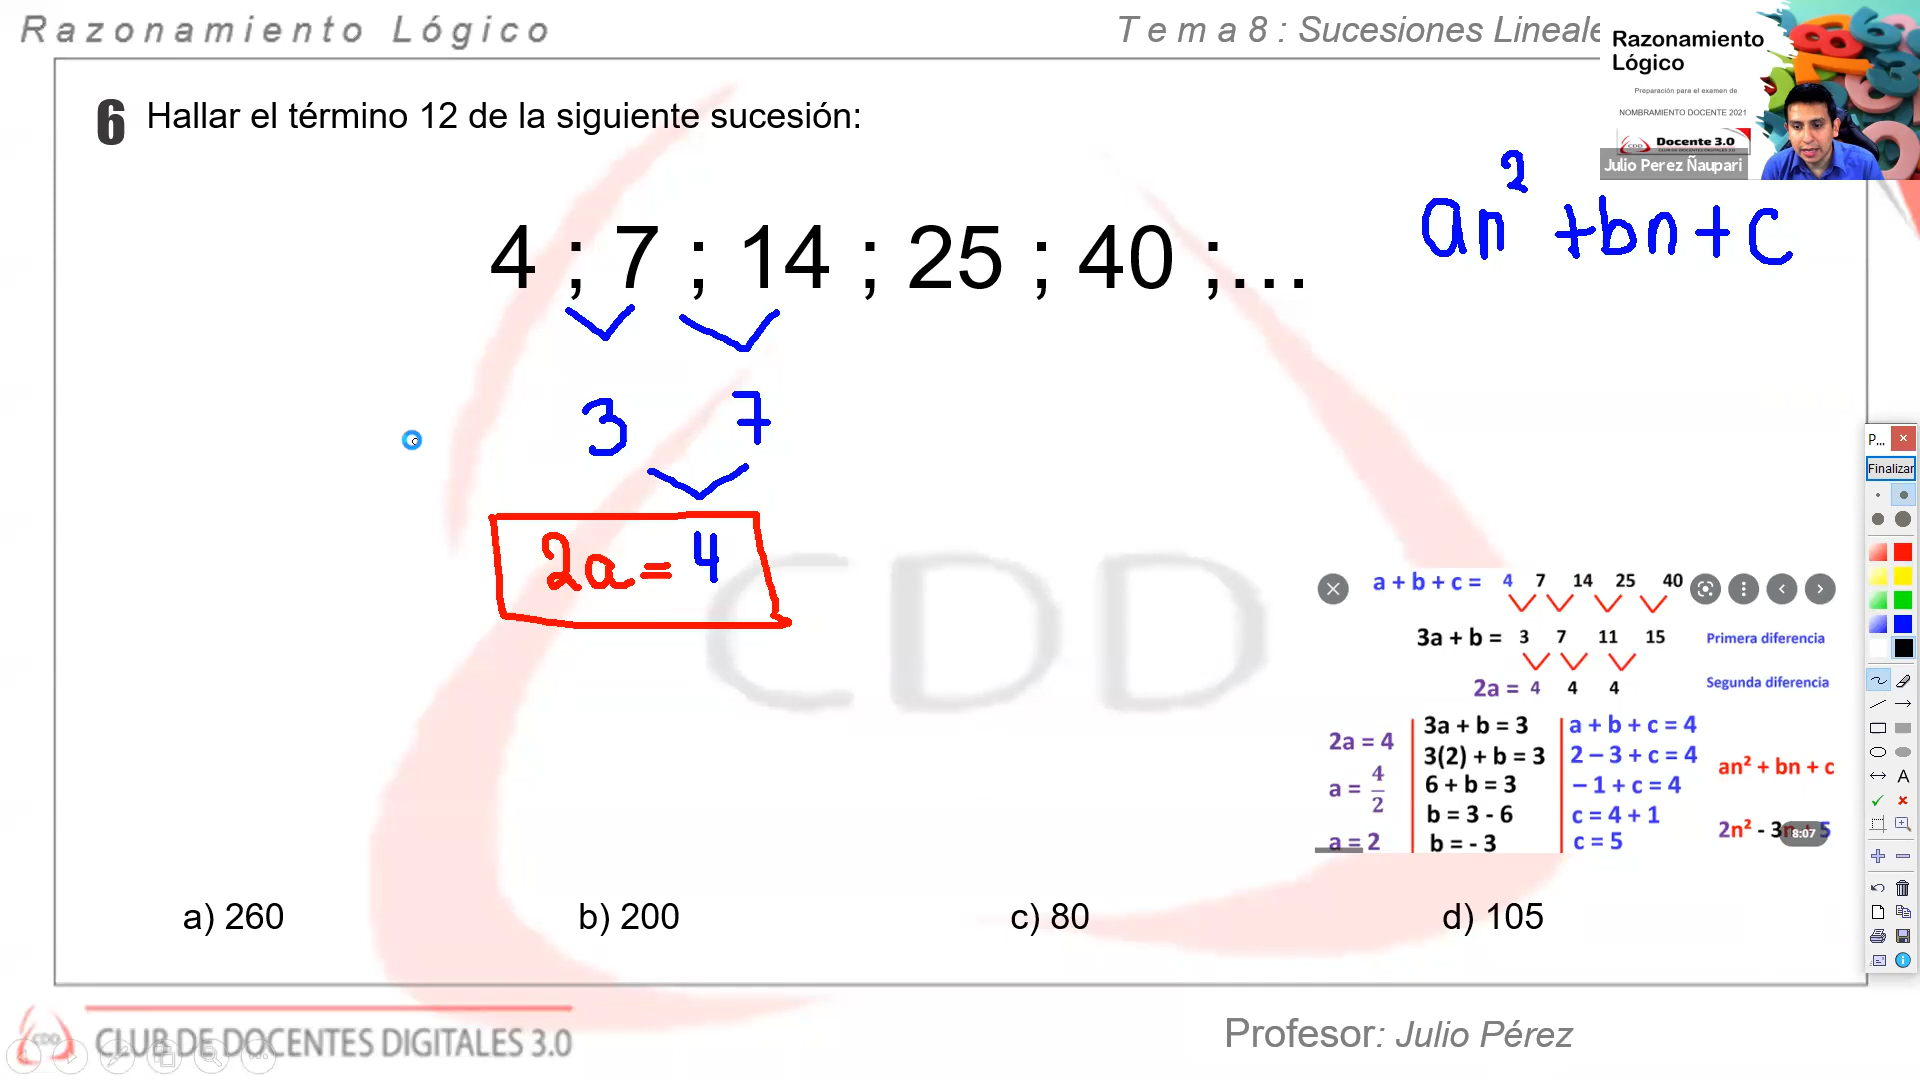 Razonamiento Lógico
Tema 8: Sucesiones Lineale
Razonamiento
Lógico
Preparación para el examen de
NOMBRAMIENTO DOCENTE 2021
Docente 3.0
Julio Perez Ñaupari
6 Hallar el término 12 de la siguiente sucesión:
an² +bn+c
4 ; 7 ; 14 ; 25 ; 40 ;...
3 7
2a = 4
P...
Finalizar
a + b + c = 4 7 14 25 40
3a + b = 3 7 11 15 Primera diferencia
2a = 4 4 4 Segunda diferencia
2a = 4
a = 4/2
a = 2
3a + b = 3
3(2) + b = 3
6 + b = 3
b = 3 - 6
b = - 3
a + b + c = 4
2 – 3 + c = 4
– 1 + c = 4
c = 4 + 1
c = 5
an² + bn + c
2n² - 3n + 5
8:07
CDD
a) 260 b) 200 c) 80 d) 105
CDD
CLUB DE DOCENTES DIGITALES 3.0
Profesor: Julio Pérez